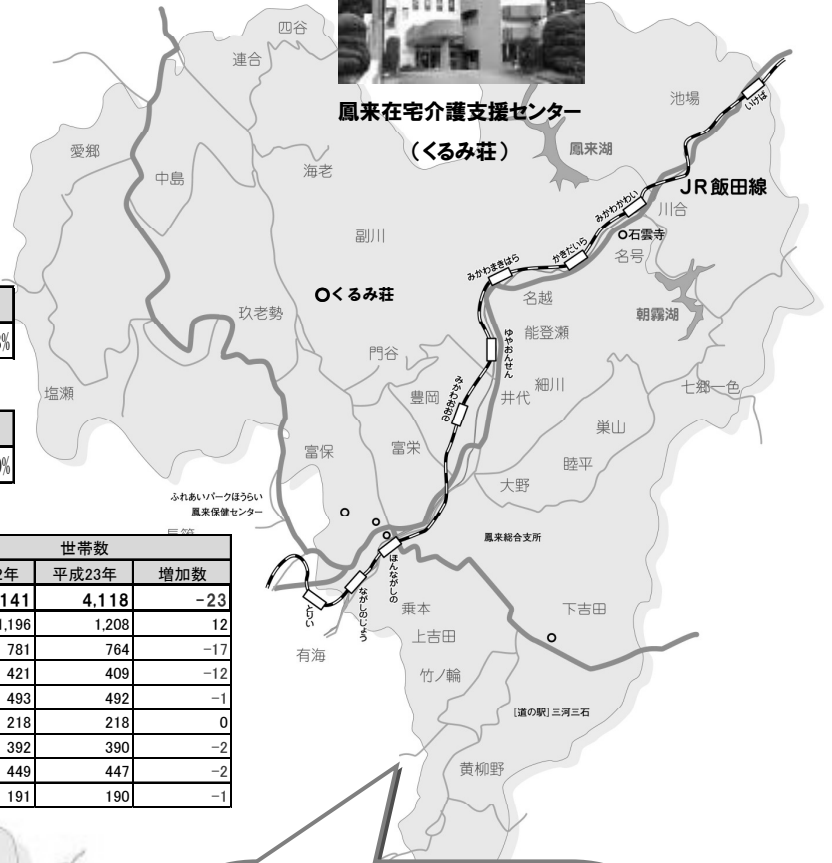 四谷
連合
鳳来在宅介護支援センター
(くるみ荘)
池場
いけば
愛郷
中島
海老
鳳来湖
JR飯田線
みかわかわい
川合
石雲寺
名号
かきだいら
みかわまきはら
副川
くるみ荘
名越
朝霧湖
玖老勢
能登瀬
ゆやおんせん
門谷
%
塩瀬
豊岡
みかわおおの
井代
細川
七郷一色
巣山
富保
富栄
睦平
大野
%
ふれあいパークほうらい
鳳来保健センター
鳳来総合支所
世帯数
2年 平成23年 増加数
141 4,118 -23
1,196 1,208 12
781 764 -17
421 409 -12
493 492 -1
218 218 0
392 390 -2
449 447 -2
191 190 -1
ほんながしの
ながしのじょう
とりい
乗本
下吉田
上吉田
有海
竹ノ輪
[道の駅]三河三石
黄柳野